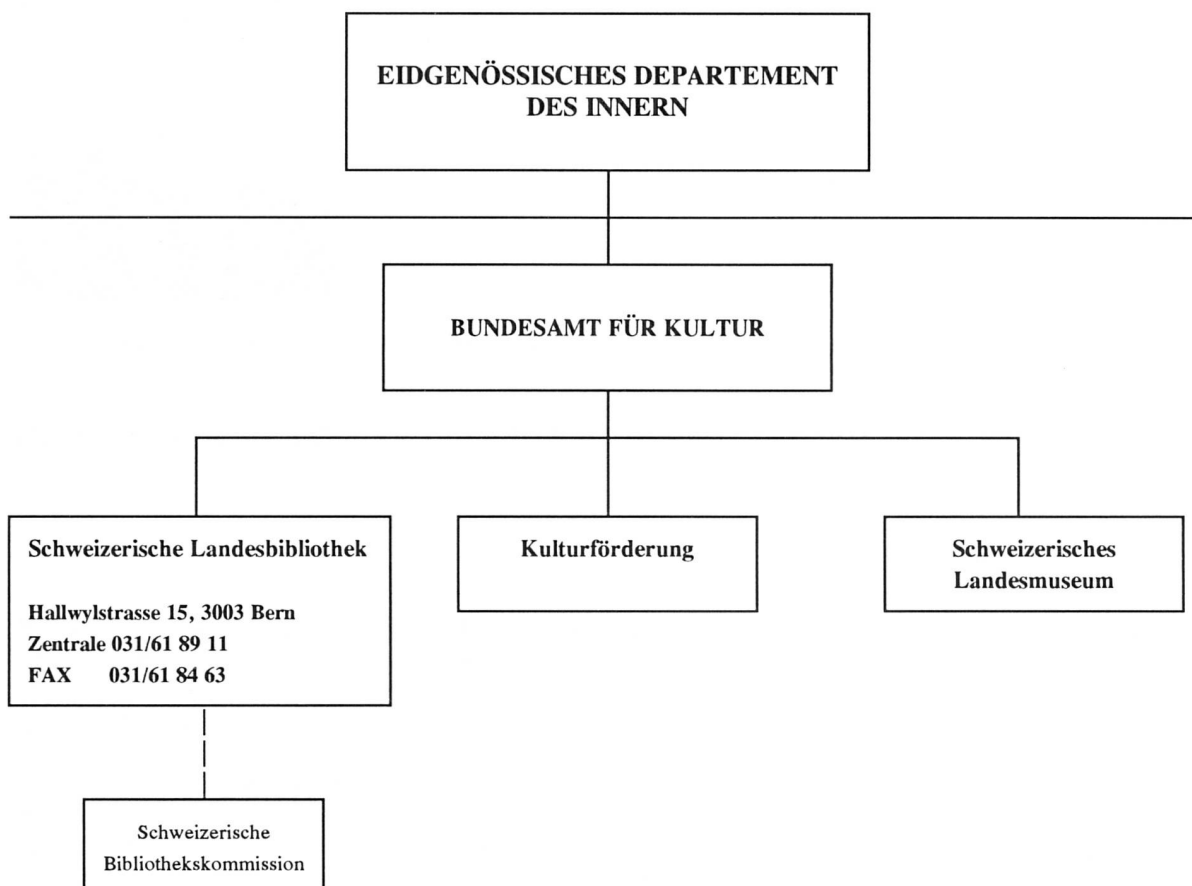 EIDGENÖSSISCHES DEPARTEMENT
DES INNERN
BUNDESAMT FÜR KULTUR
Schweizerische Landesbibliothek
Hallwylstrasse 15, 3003 Bern
Zentrale 031/61 89 11
FAX 031/61 84 63
Kulturförderung
Schweizerisches
Landesmuseum
Schweizerische
Bibliothekskommission